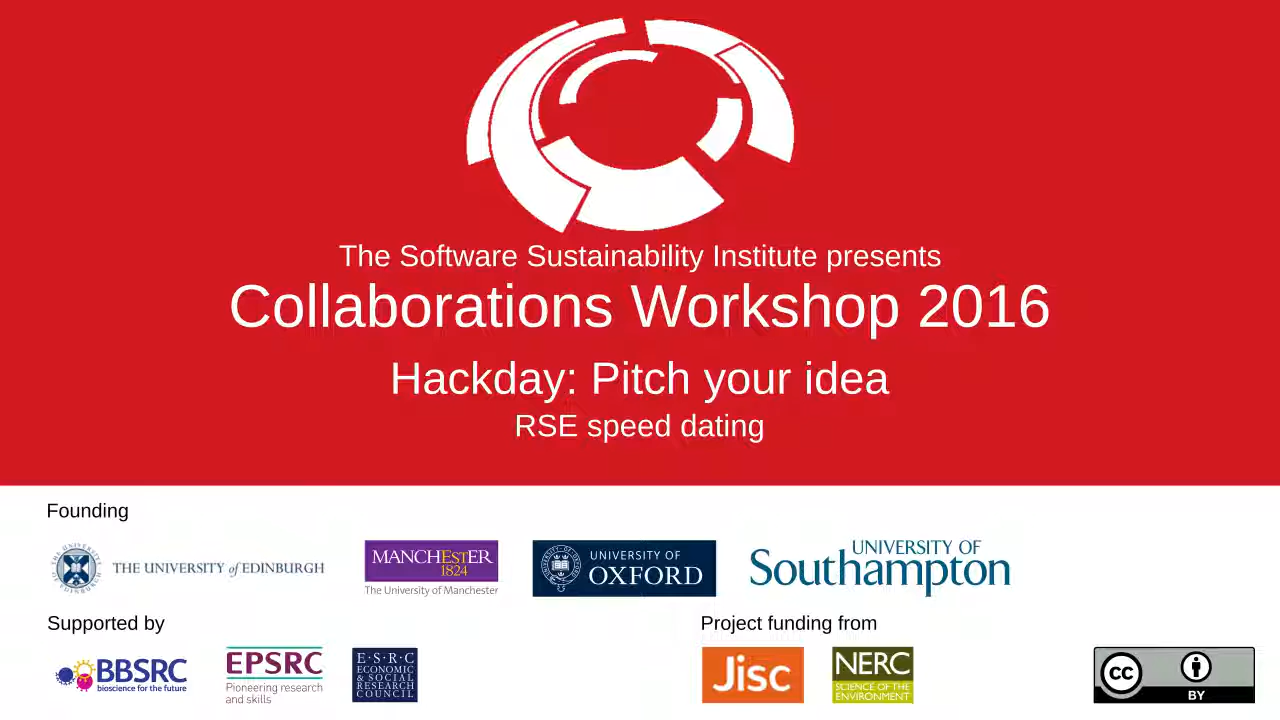 The Software Sustainability Institute presents
Collaborations Workshop 2016
Hackday: Pitch your idea
RSE speed dating
Founding
THE UNIVERSITY of EDINBURGH
MANCHESTER
1824
The University of Manchester
UNIVERSITY OF
OXFORD
UNIVERSITY OF
Southampton
Supported by
Project funding from
BBSRC
bioscience for the future
EPSRC
Pioneering research
and skills
E·S·R·C
ECONOMIC
& SOCIAL
RESEARCH
COUNCIL
Jisc
NERC
SCIENCE OF THE
ENVIRONMENT
cc
BY